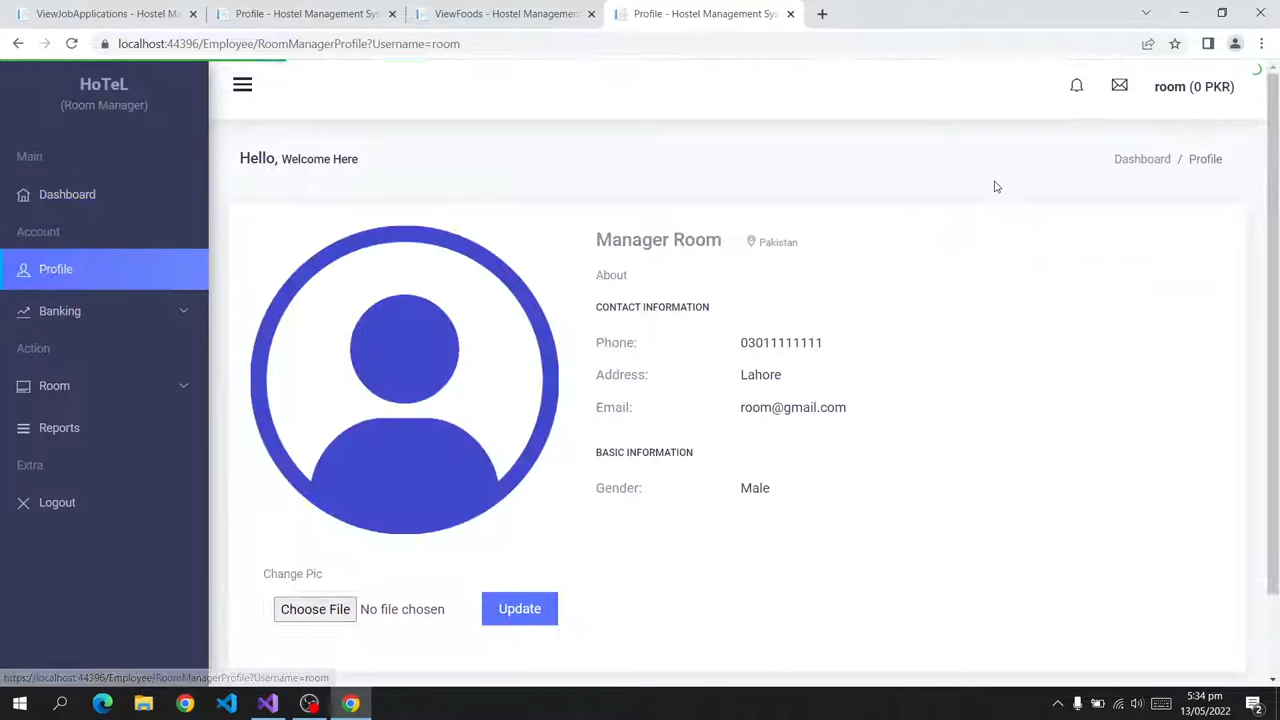 ViewJobApplications - Hostel Ma
Profile - Hostel Management Sys
ViewFoods - Hostel Management
Profile - Hostel Management Sys
localhost:44396/Employee/RoomManagerProfile?Username=room
HoTeL
(Room Manager)
room (0 PKR)
Main
Dashboard
Account
Profile
Banking
Action
Room
Reports
Extra
Logout
Hello, Welcome Here
Dashboard / Profile
Manager Room
Pakistan
About
CONTACT INFORMATION
Phone: 03011111111
Address: Lahore
Email: room@gmail.com
BASIC INFORMATION
Gender: Male
Change Pic
Choose File No file chosen
Update
https://localhost:44396/Employee/RoomManagerProfile?Username=room
5:34 pm
13/05/2022
2